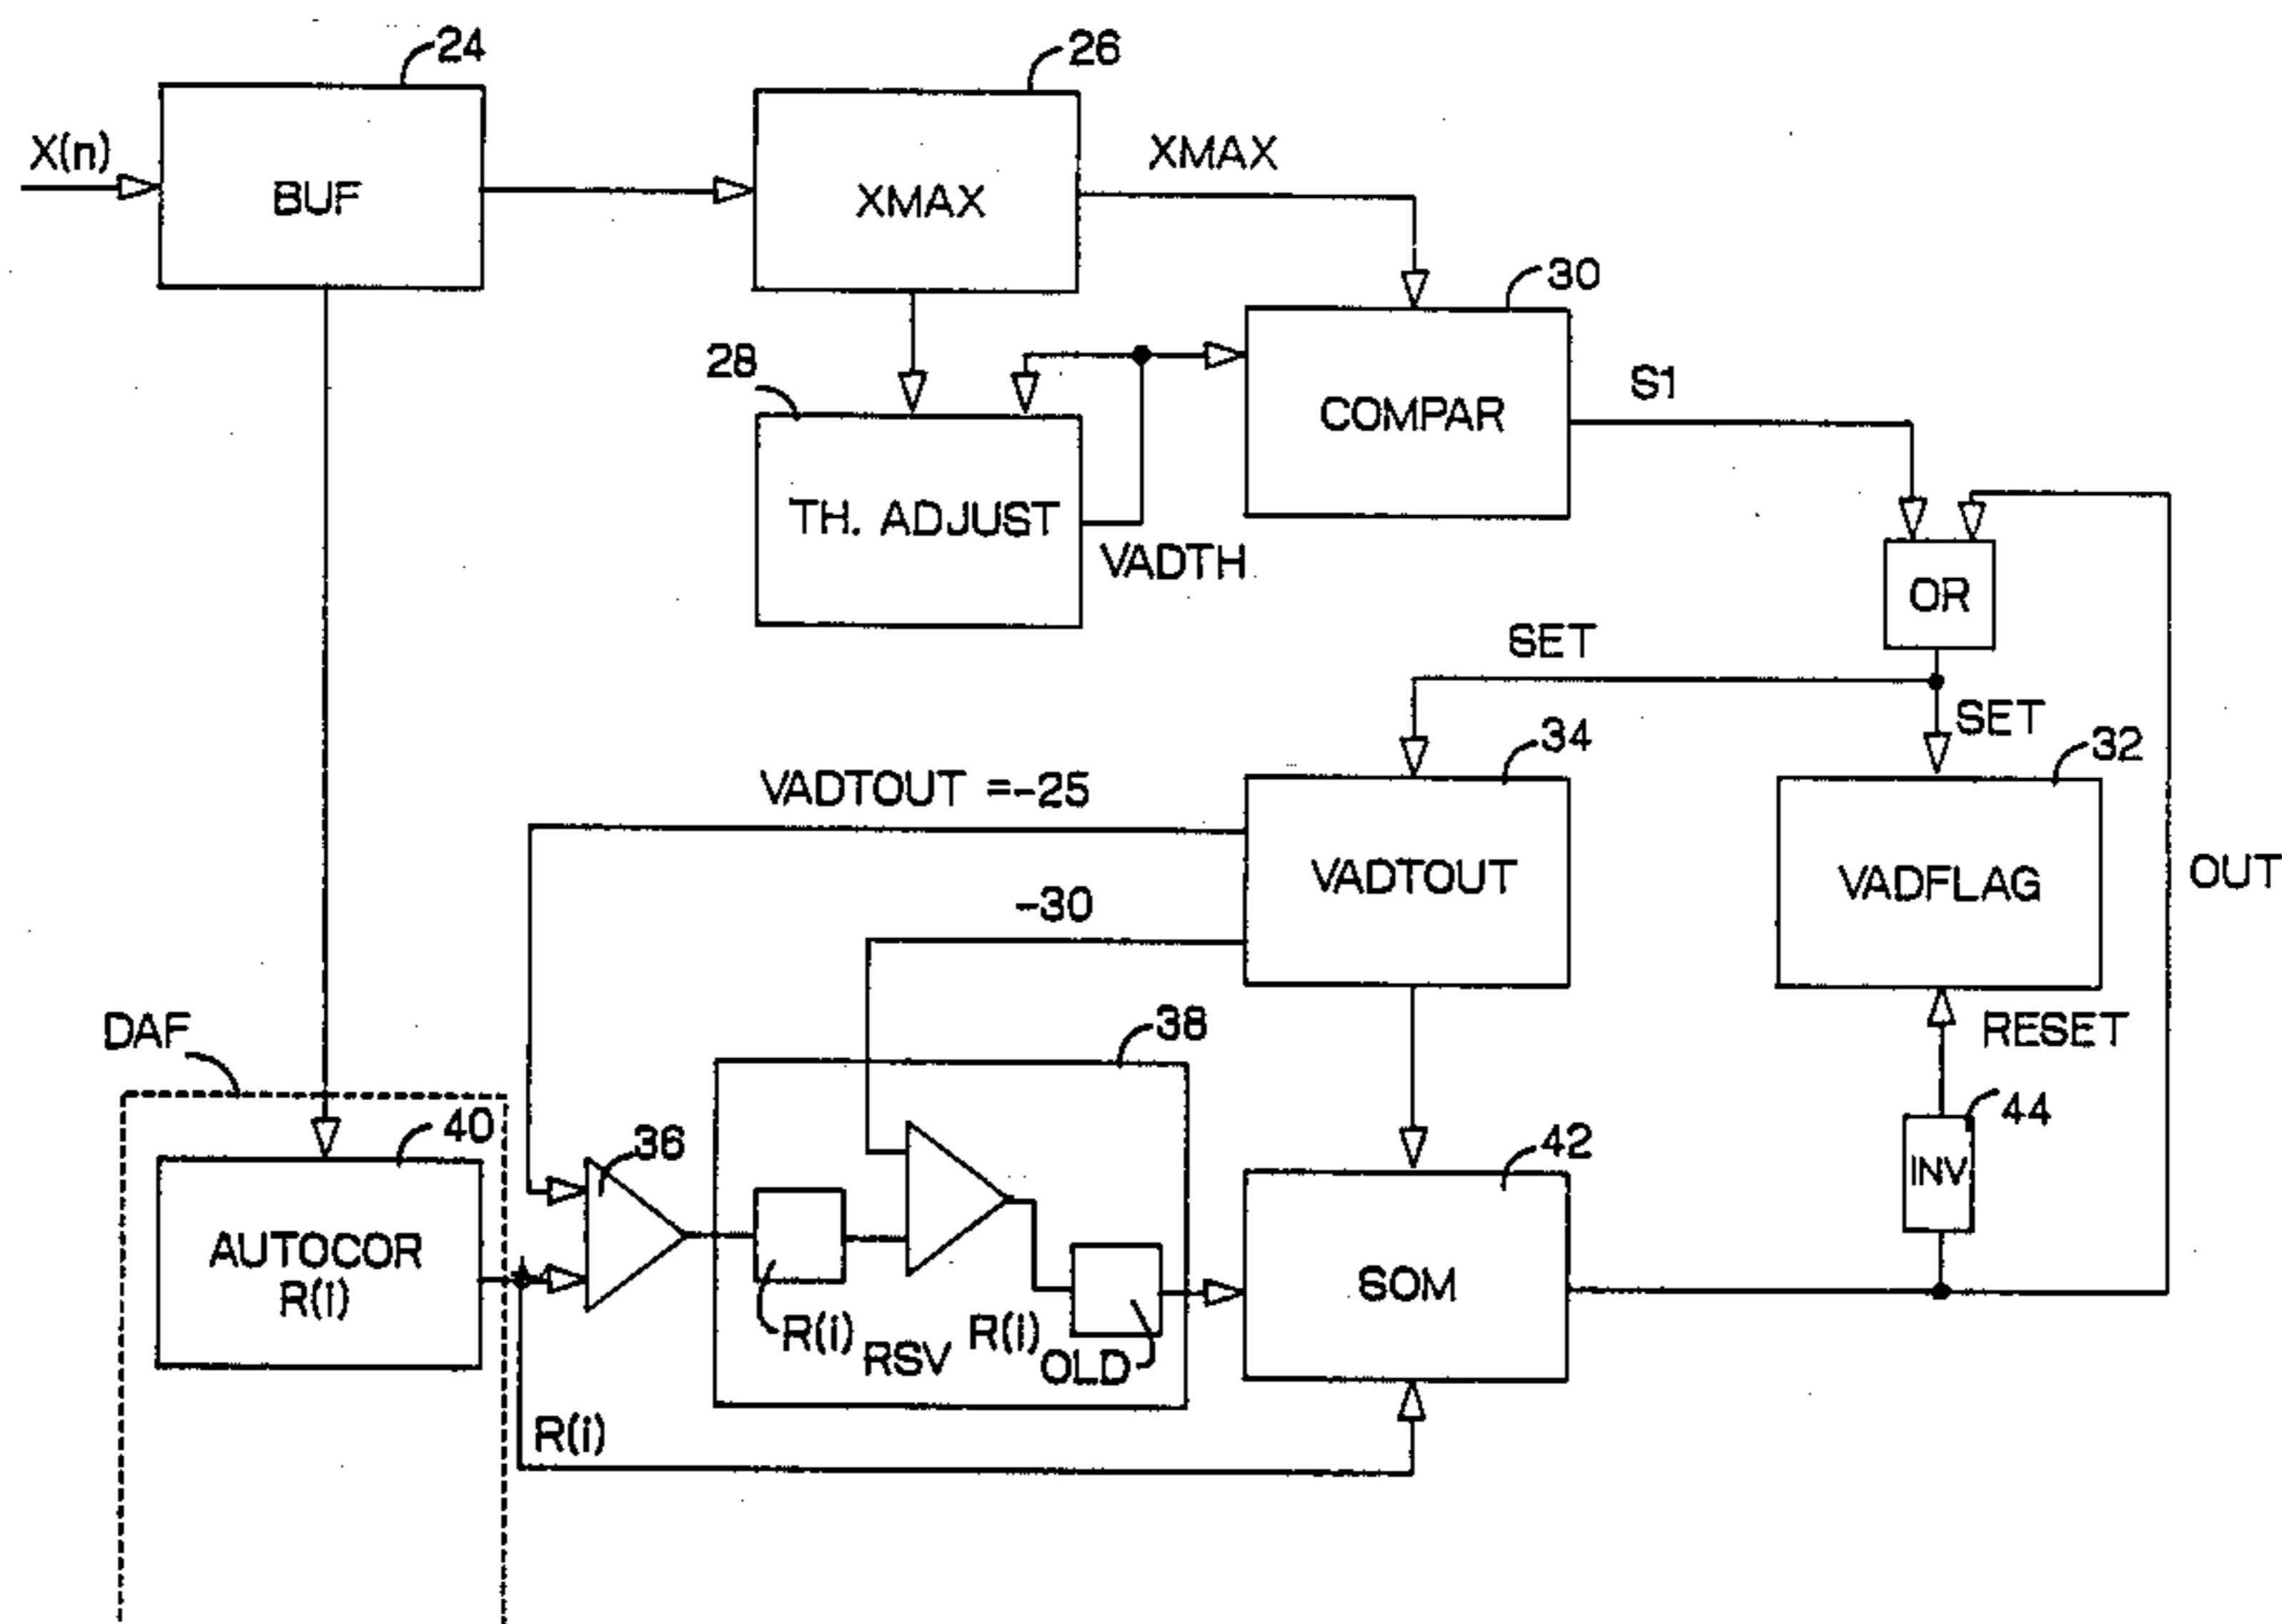 24
26
X(n)
BUF
XMAX
XMAX
30
28
COMPAR
S1
TH. ADJUST
VADTH
OR
SET
SET
34
32
VADTOUT =-25
VADTOUT
VADFLAG
OUT
-30
DAF
38
RESET
40
36
42
44
INV
AUTOCOR
R(i)
SOM
R(i) RSV
R(i) OLD
R(i)